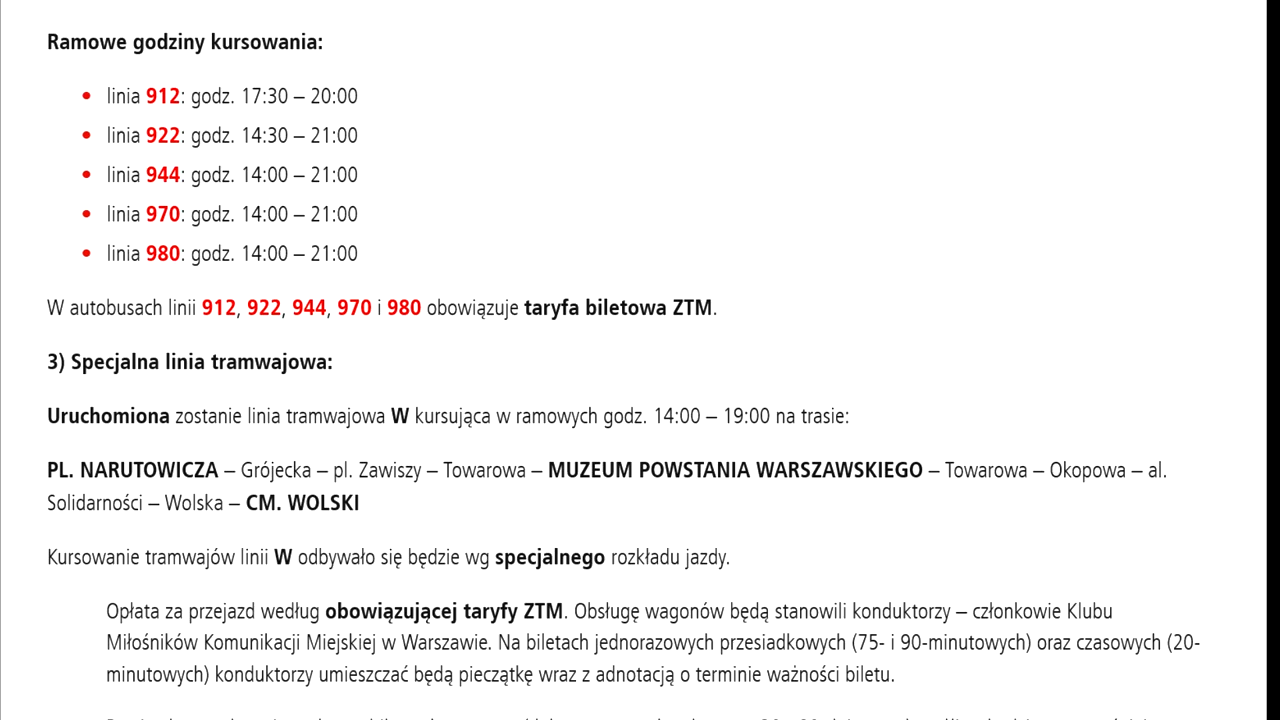 Ramowe godziny kursowania:
• linia 912: godz. 17:30 – 20:00
• linia 922: godz. 14:30 – 21:00
• linia 944: godz. 14:00 – 21:00
• linia 970: godz. 14:00 – 21:00
• linia 980: godz. 14:00 – 21:00
W autobusach linii 912, 922, 944, 970 i 980 obowiązuje taryfa biletowa ZTM.
3) Specjalna linia tramwajowa:
Uruchomiona zostanie linia tramwajowa W kursująca w ramowych godz. 14:00 – 19:00 na trasie:
PL. NARUTOWICZA – Grójecka – pl. Zawiszy – Towarowa – MUZEUM POWSTANIA WARSZAWSKIEGO – Towarowa – Okopowa – al.
Solidarności – Wolska – CM. WOLSKI
Kursowanie tramwajów linii W odbywało się będzie wg specjalnego rozkładu jazdy.
Opłata za przejazd według obowiązującej taryfy ZTM. Obsługę wagonów będą stanowili konduktorzy – członkowie Klubu
Miłośników Komunikacji Miejskiej w Warszawie. Na biletach jednorazowych przesiadkowych (75- i 90-minutowych) oraz czasowych (20-
minutowych) konduktorzy umieszczać będą pieczątkę wraz z adnotacją o terminie ważności biletu.